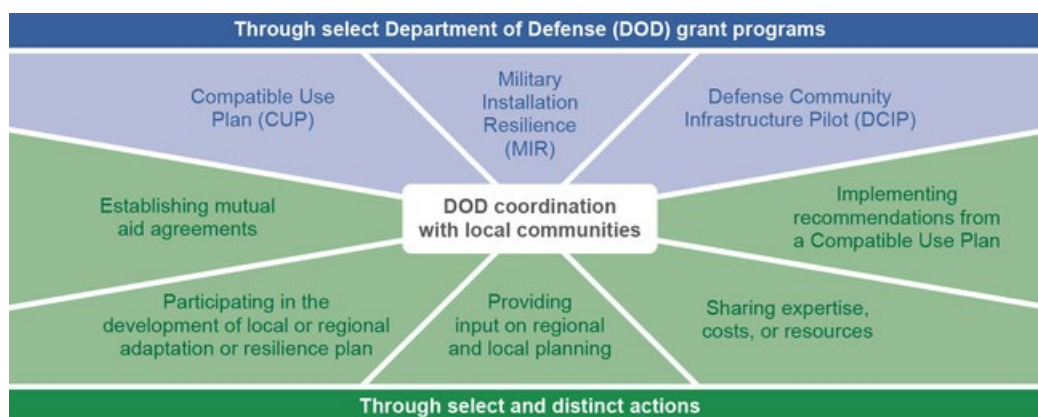 Through select Department of Defense (DOD) grant programs
Compatible Use
Plan (CUP)
Military
Installation
Resilience
(MIR)
Defense Community
Infrastructure Pilot (DCIP)
Establishing mutual
aid agreements
DOD coordination
with local communities
Implementing
recommendations from
a Compatible Use Plan
Participating in the
development of local or regional
adaptation or resilience plan
Providing
input on regional
and local planning
Sharing expertise,
costs, or resources
Through select and distinct actions